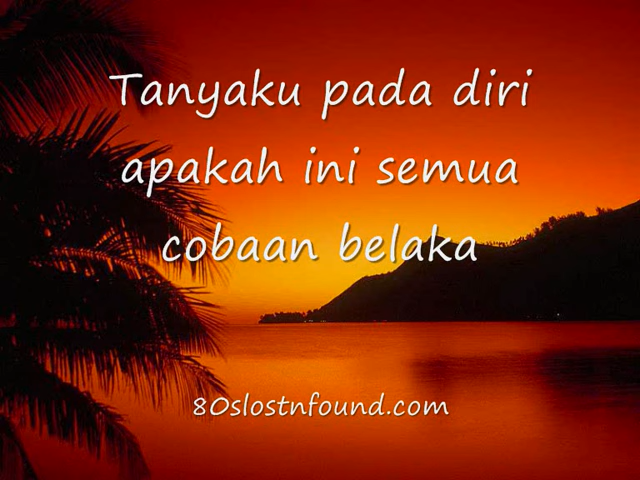 Tanyaku pada diri
apakah ini semua
cobaan belaka
80slostnfound.com